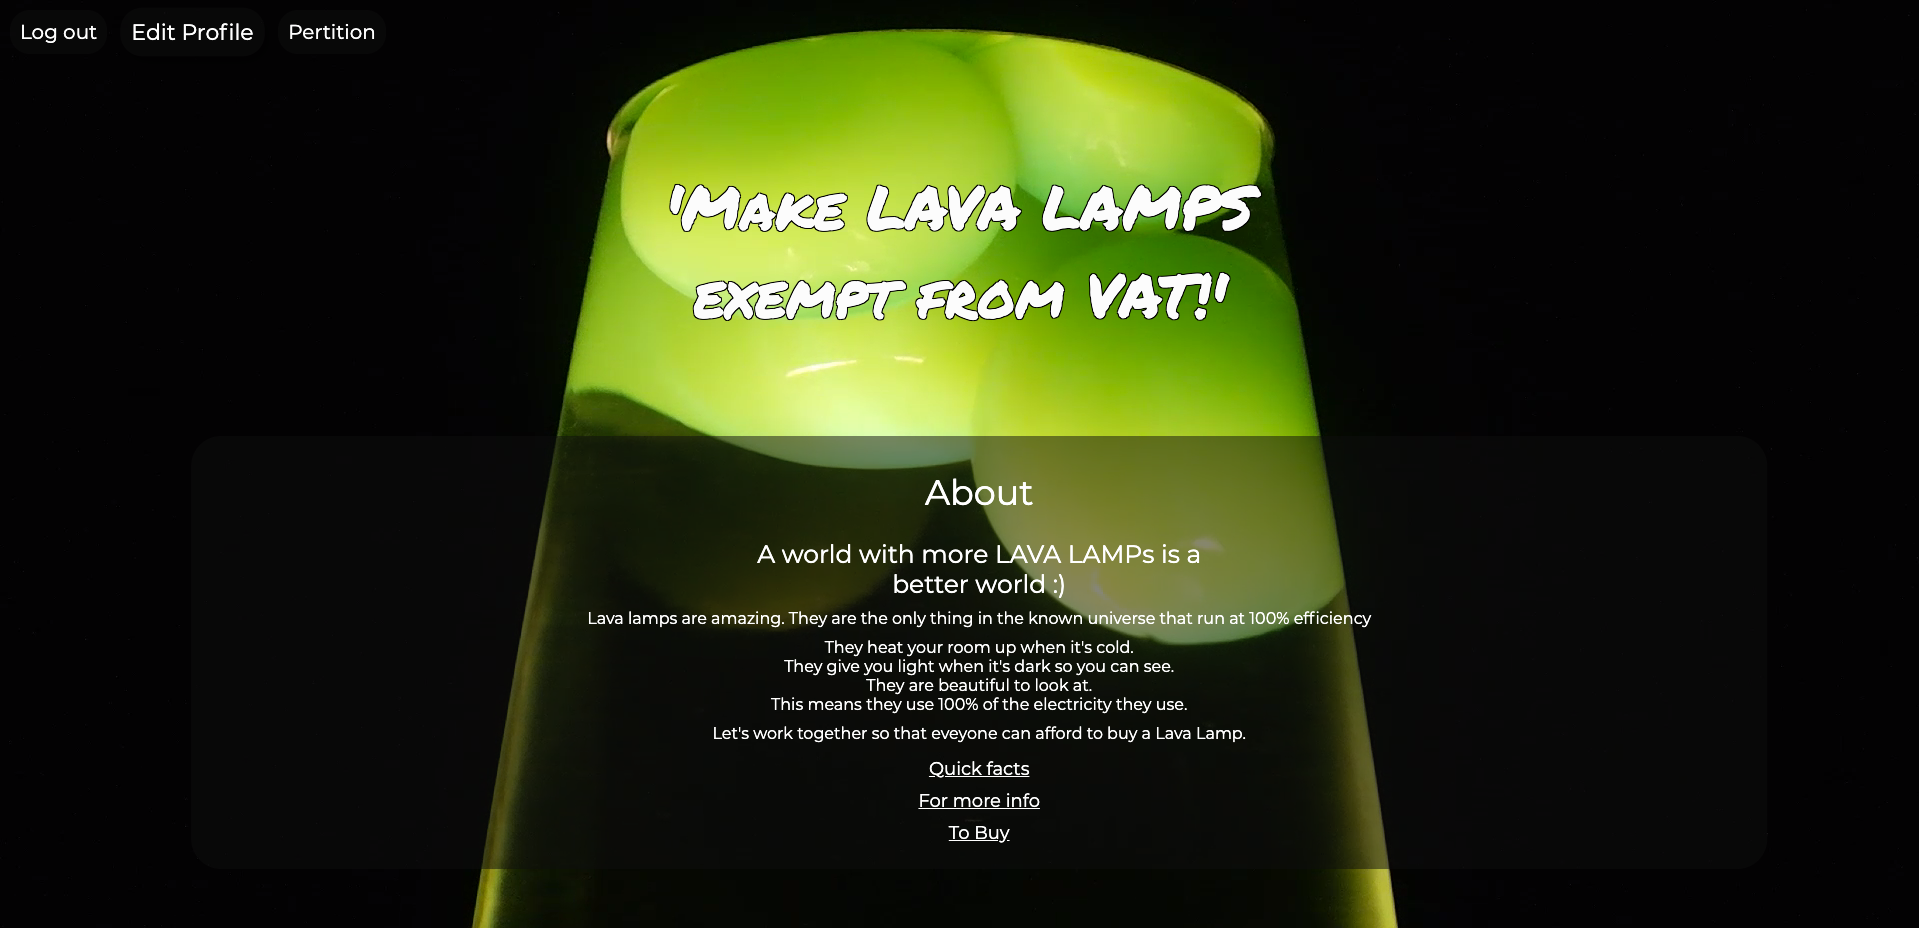 Log out Edit Profile Pertition
'Make LAVA LAMPS
exempt from VAT!'
About
A world with more LAVA LAMPs is a
better world :)
Lava lamps are amazing. They are the only thing in the known universe that run at 100% efficiency
They heat your room up when it's cold.
They give you light when it's dark so you can see.
They are beautiful to look at.
This means they use 100% of the electricity they use.
Let's work together so that eveyone can afford to buy a Lava Lamp.
Quick facts
For more info
To Buy